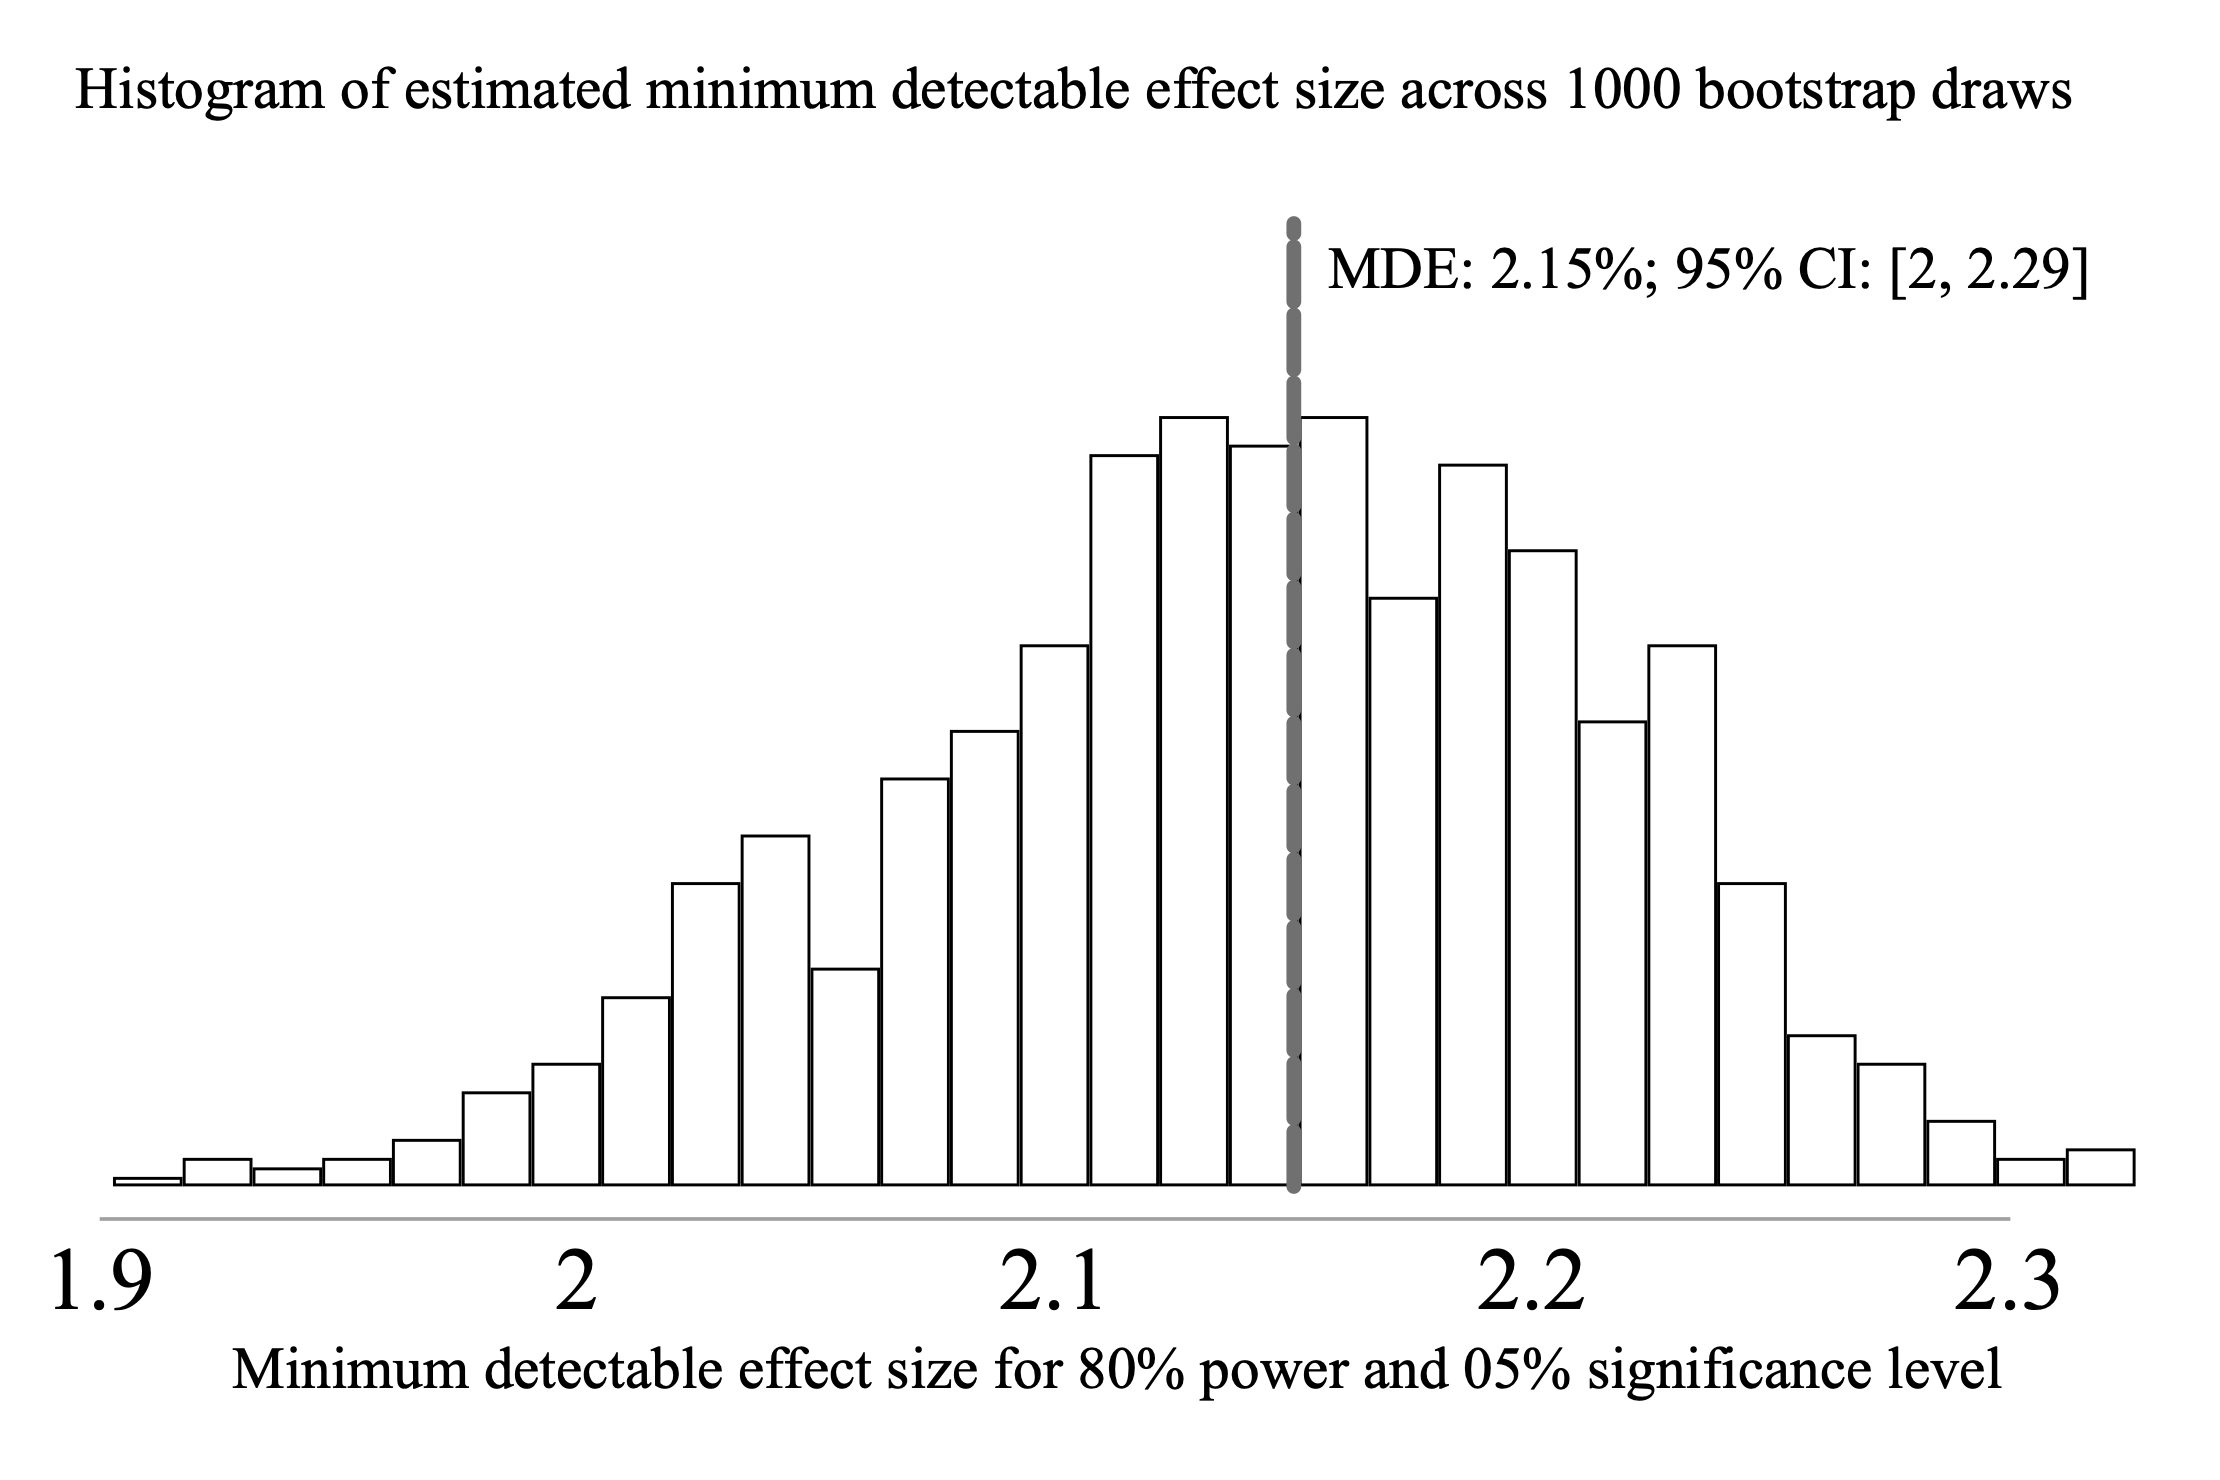 Histogram of estimated minimum detectable effect size across 1000 bootstrap draws
MDE: 2.15%; 95% CI: [2, 2.29]
1.9 2 2.1 2.2 2.3
Minimum detectable effect size for 80% power and 05% significance level